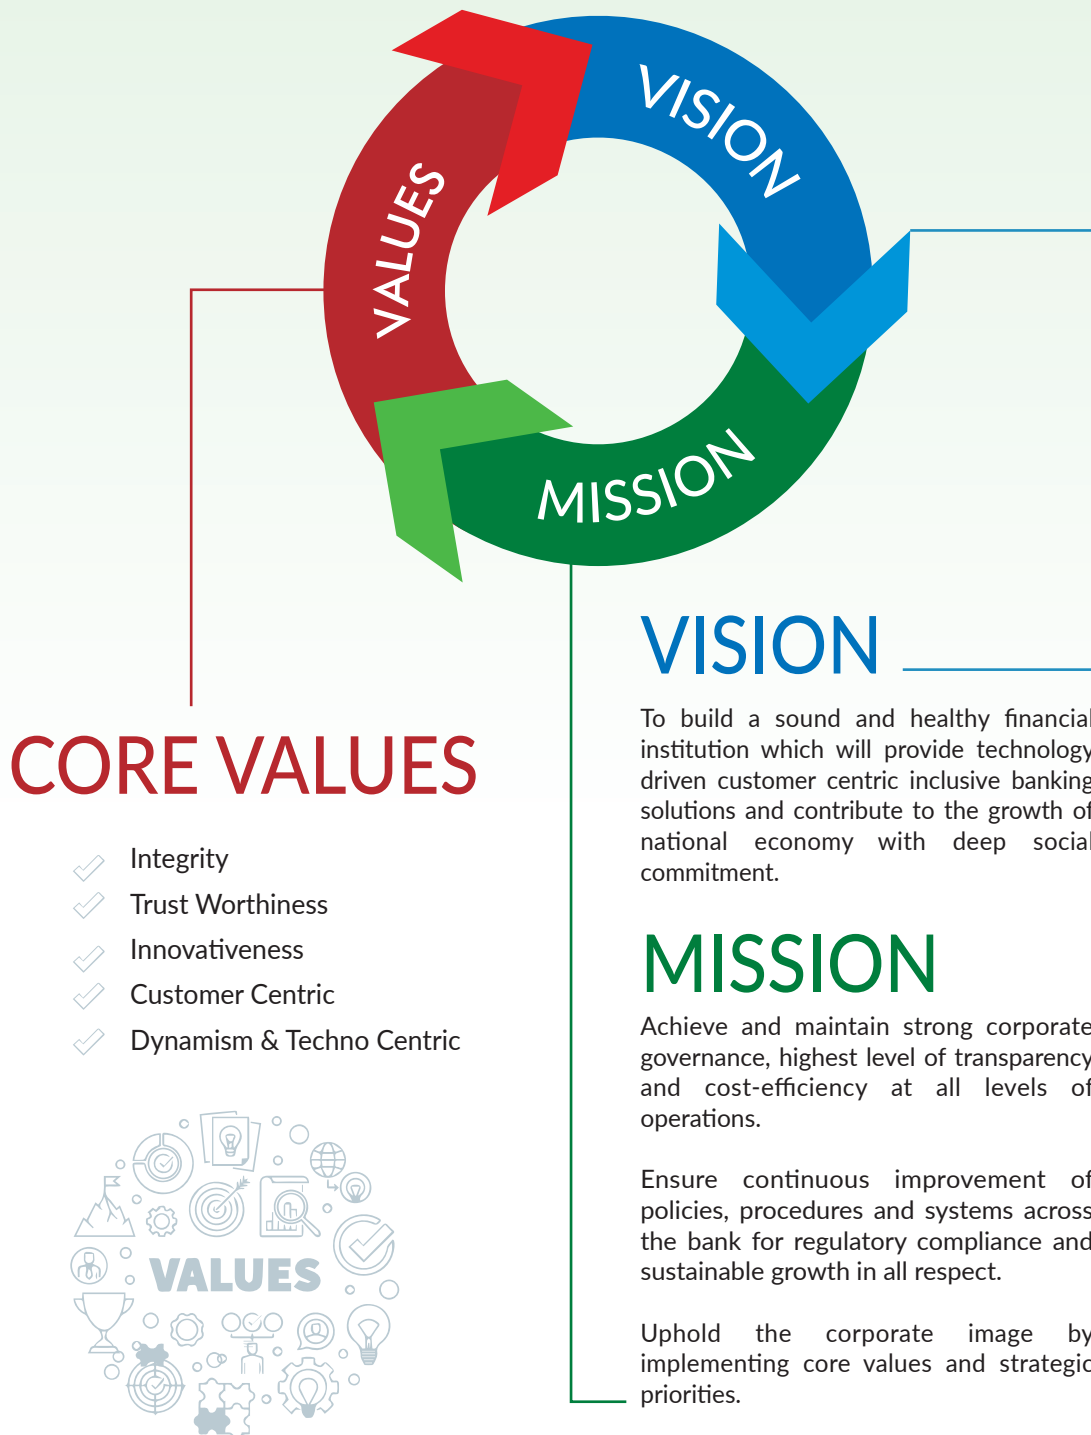 VISION
VALUES
MISSION
CORE VALUES
Integrity
Trust Worthiness
Innovativeness
Customer Centric
Dynamism & Techno Centric
VALUES
VISION
To build a sound and healthy financial
institution which will provide technology
driven customer centric inclusive banking
solutions and contribute to the growth of
national economy with deep social
commitment.
MISSION
Achieve and maintain strong corporate
governance, highest level of transparency
and cost-efficiency at all levels of
operations.
Ensure continuous improvement of
policies, procedures and systems across
the bank for regulatory compliance and
sustainable growth in all respect.
Uphold the corporate image by
implementing core values and strategic
priorities.